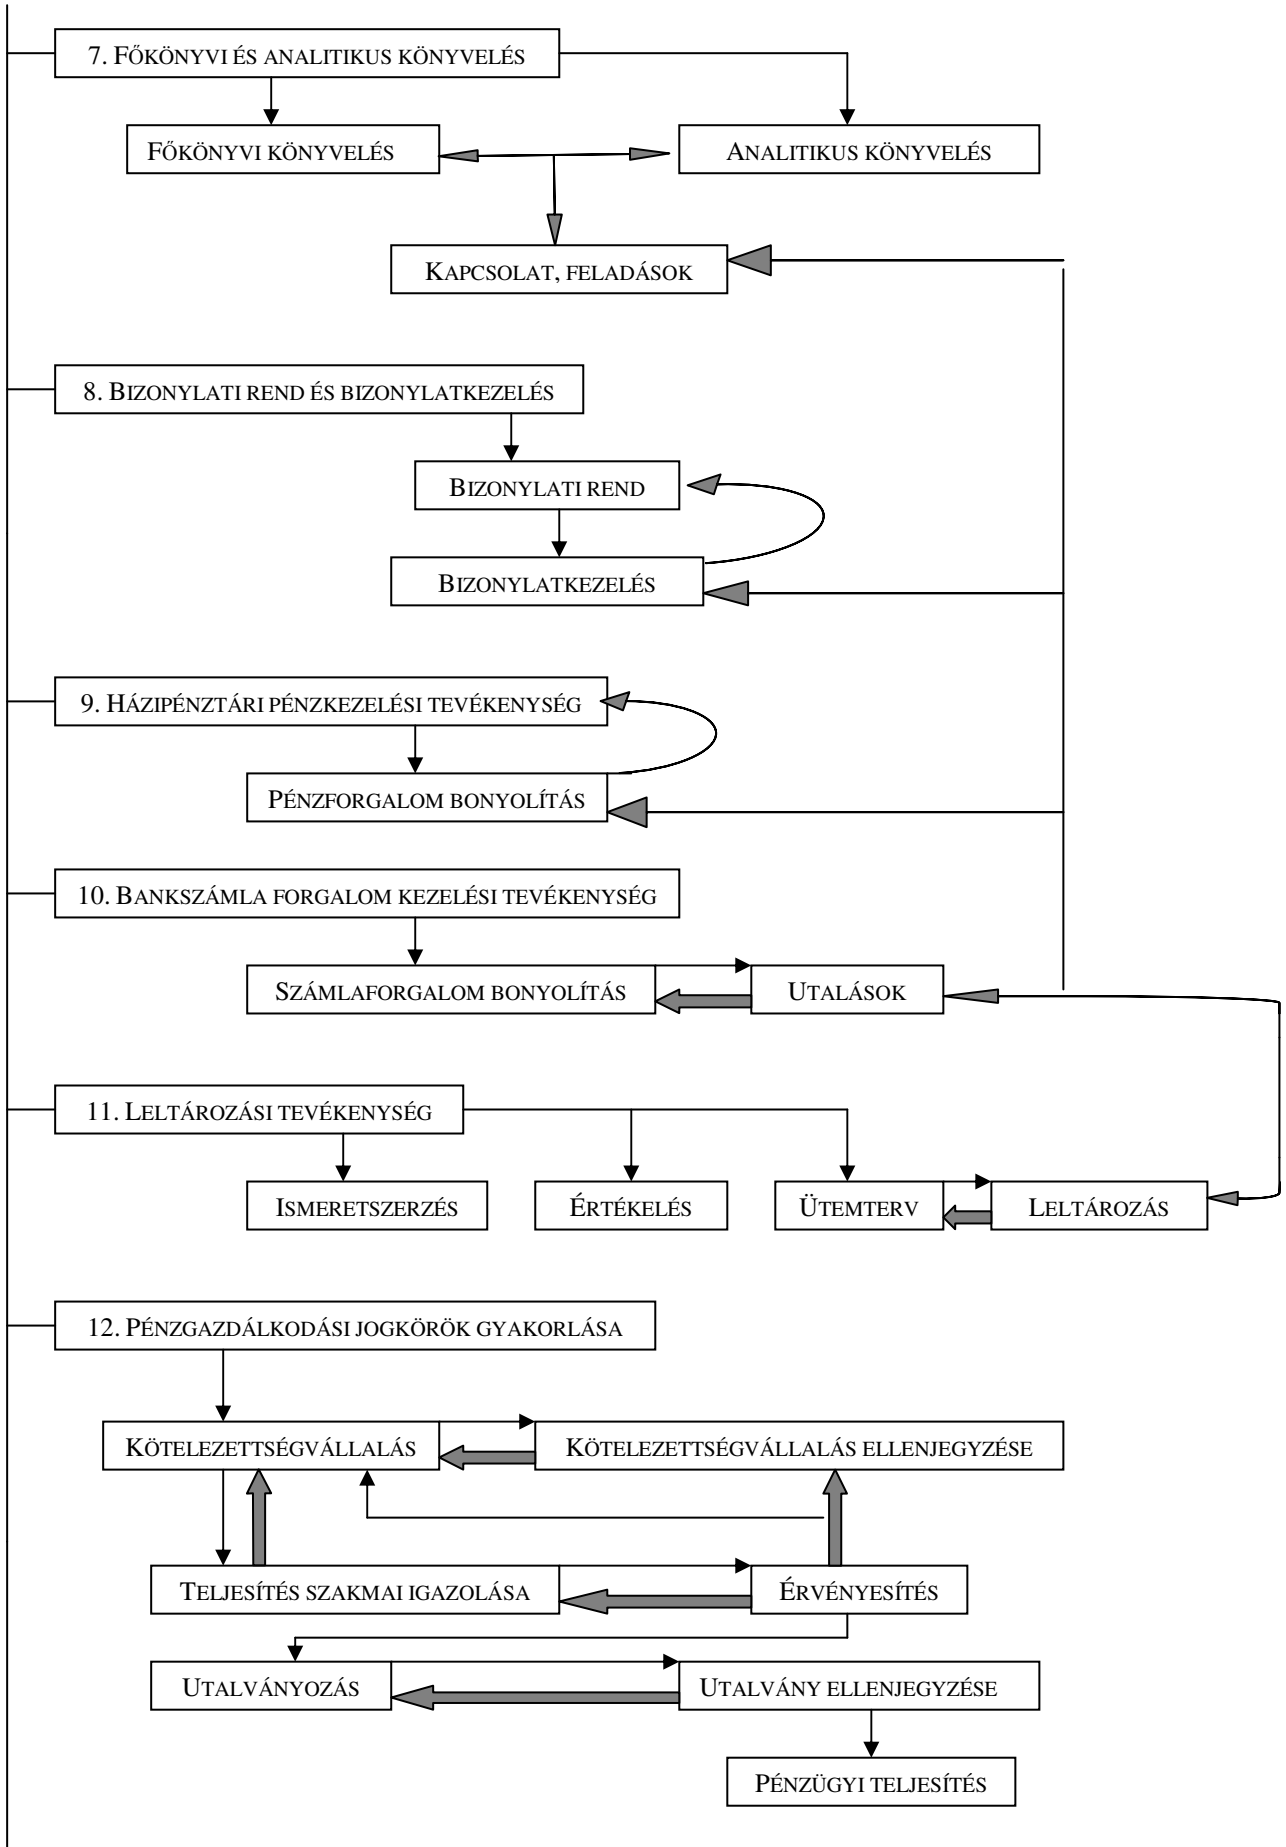 7. FŐKÖNYVI ÉS ANALITIKUS KÖNYVELÉS
FŐKÖNYVI KÖNYVELÉS
ANALITIKUS KÖNYVELÉS
KAPCSOLAT, FELADÁSOK
8. BIZONYLATI REND ÉS BIZONYLATKEZELÉS
BIZONYLATI REND
BIZONYLATKEZELÉS
9. HÁZIPÉNZTÁRI PÉNZKEZELÉSI TEVÉKENYSÉG
PÉNZFORGALOM BONYOLÍTÁS
10. BANKSZÁMLA FORGALOM KEZELÉSI TEVÉKENYSÉG
SZÁMLAFORGALOM BONYOLÍTÁS
UTALÁSOK
11. LELTÁROZÁSI TEVÉKENYSÉG
ISMERETSZERZÉS
ÉRTÉKELÉS
ÜTEMTERV
LELTÁROZÁS
12. PÉNZGAZDÁLKODÁSI JOGKÖRÖK GYAKORLÁSA
KÖTELEZETTSÉGVÁLLALÁS
KÖTELEZETTSÉGVÁLLALÁS ELLENJEGYZÉSE
TELJESÍTÉS SZAKMAI IGAZOLÁSA
ÉRVÉNYESÍTÉS
UTALVÁNYOZÁS
UTALVÁNY ELLENJEGYZÉSE
PÉNZÜGYI TELJESÍTÉS